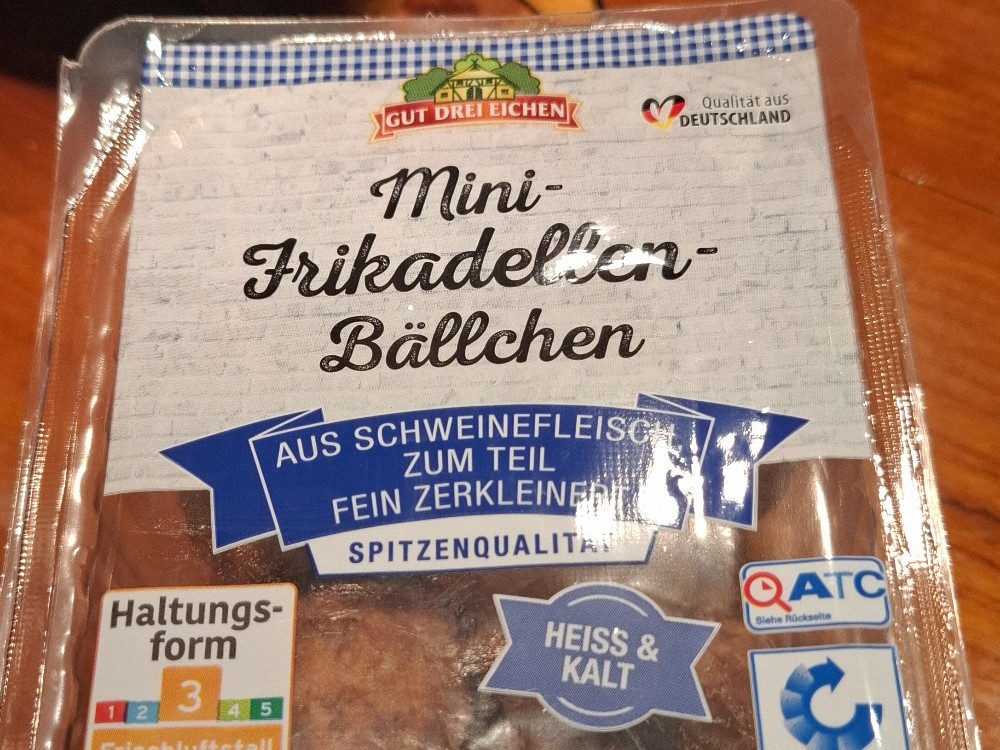 GUT DREI EICHEN
Qualität aus
DEUTSCHLAND
Mini-
Frikadellen-
Bällchen
AUS SCHWEINEFLEISCH
ZUM TEIL
FEIN ZERKLEINERT
SPITZENQUALITÄT
Haltungs-
form
1 2 3 4 5
Frischluftstall
HEISS &
KALT
ATC
Siehe Rückseite